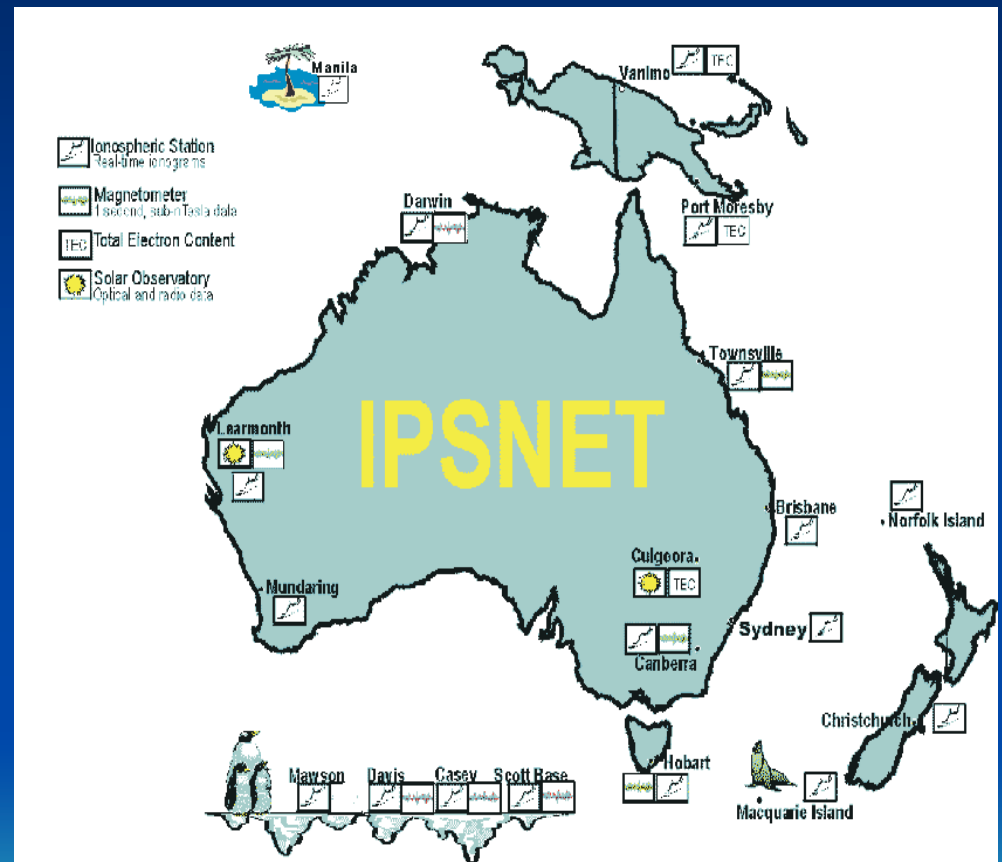 Manila
Vanimo
TEC
Ionospheric Station
Real-time ionograms
Magnetometer
1 second, sub-nTesla data
TEC Total Electron Content
Solar Observatory
Optical and radio data
Darwin
Port Moresby
TEC
Townsville
IPSNET
Learmonth
Brisbane
Norfolk Island
Culgoora
TEC
Mundaring
Sydney
Canberra
Christchurch
Hobart
Macquarie Island
Mawson
Davis
Casey
Scott Base